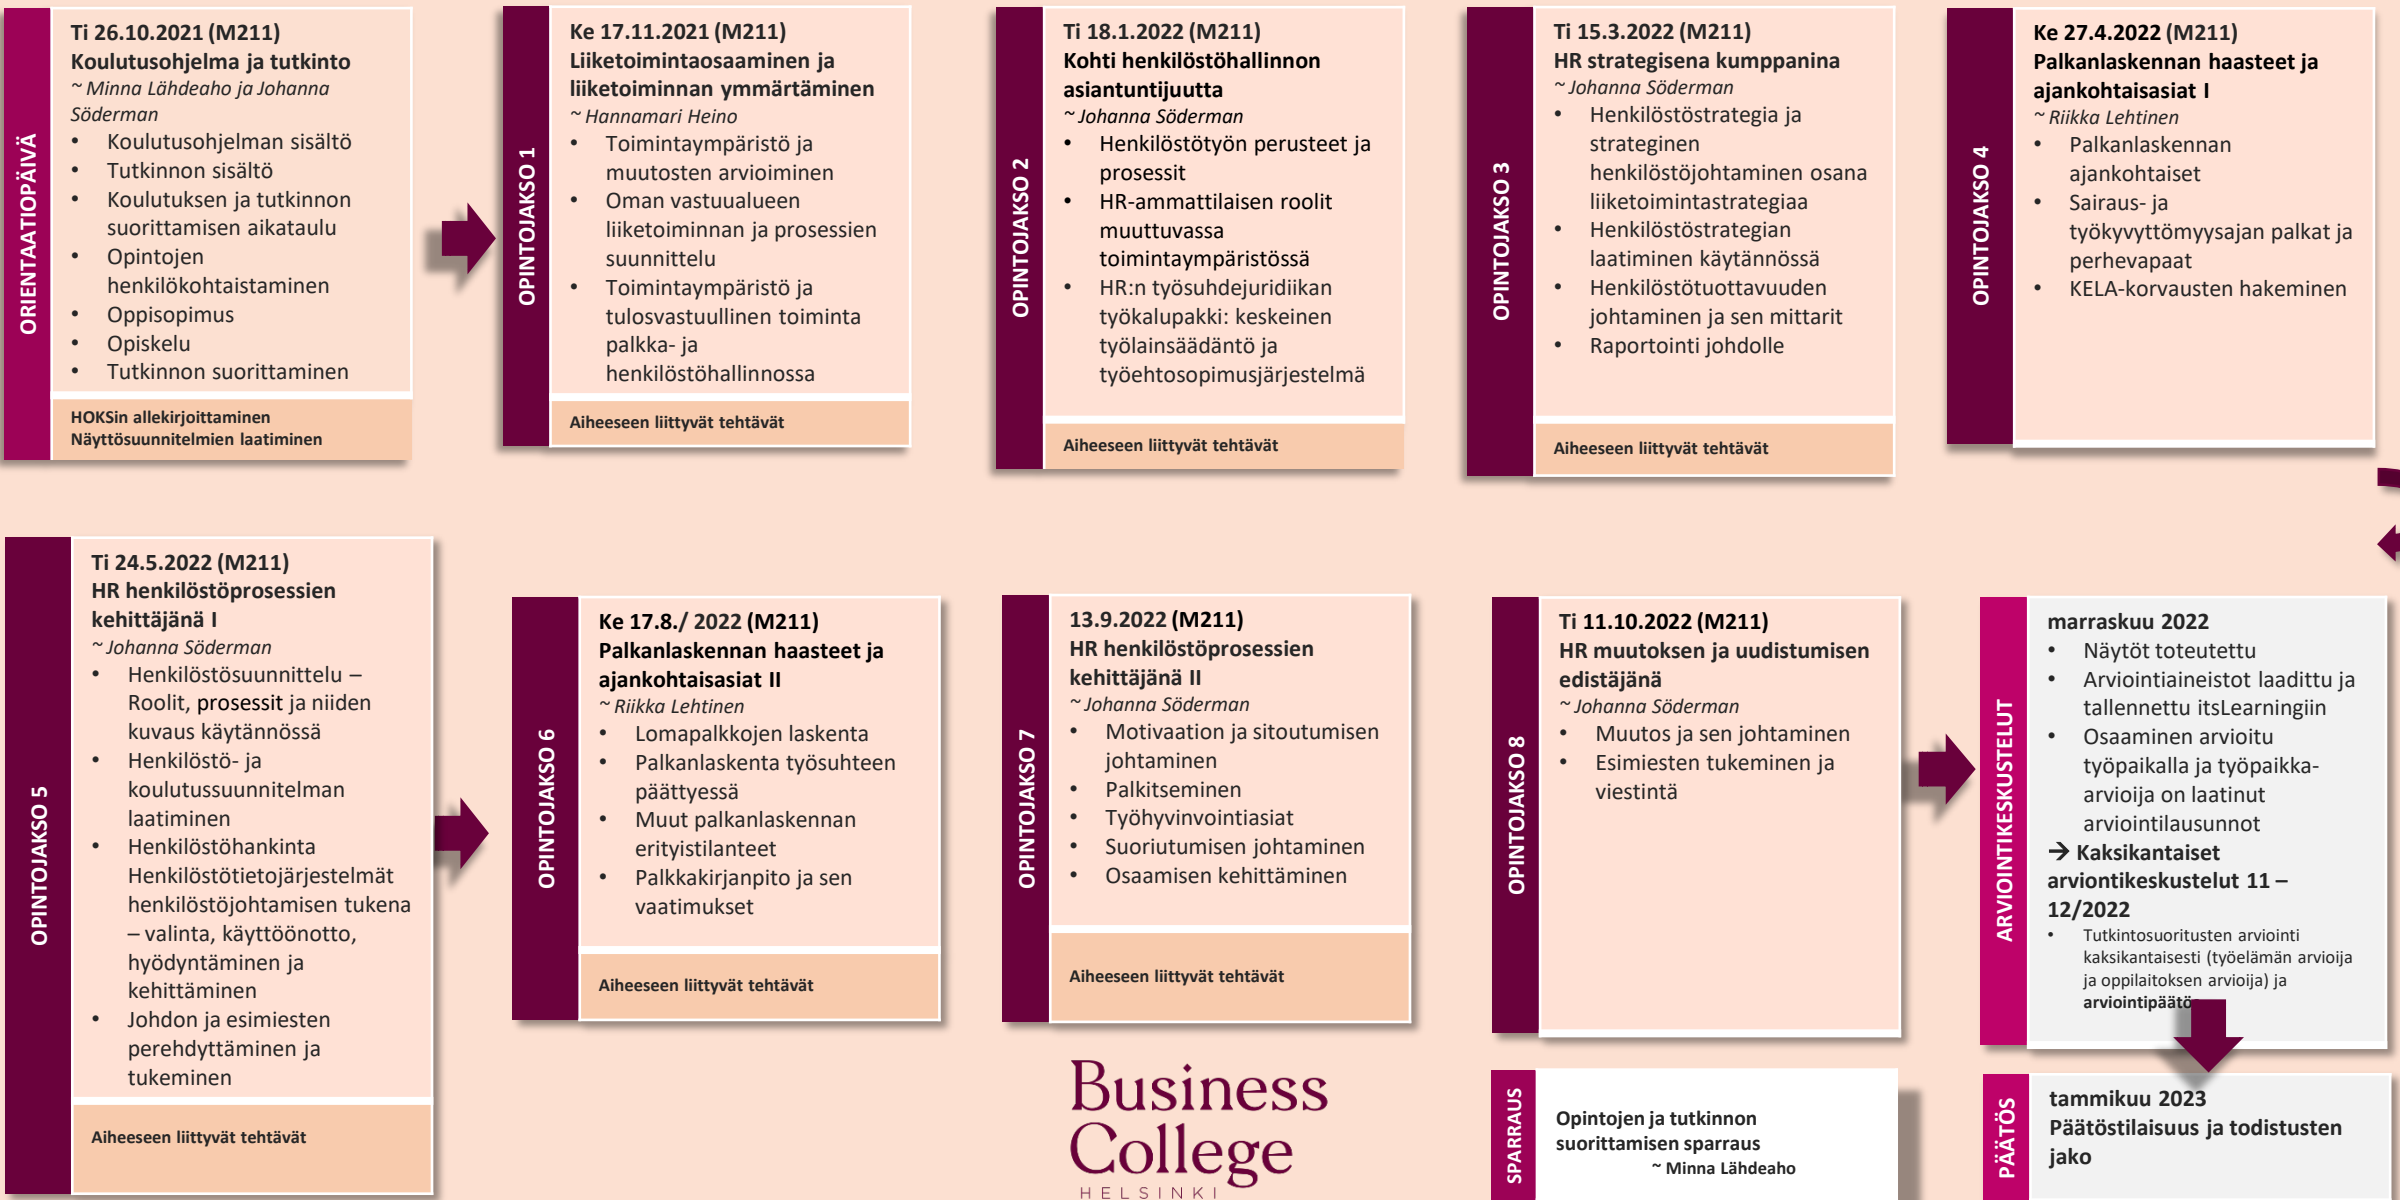 ORIENTAATIOPÄIVÄ
Ti 26.10.2021 (M211)
Koulutusohjelma ja tutkinto
~ Minna Lähdeaho ja Johanna
Söderman
• Koulutusohjelman sisältö
• Tutkinnon sisältö
• Koulutuksen ja tutkinnon
suorittamisen aikataulu
• Opintojen
henkilökohtaistaminen
• Oppisopimus
• Opiskelu
• Tutkinnon suorittaminen
HOKSin allekirjoittaminen
Näyttösuunnitelmien laatiminen
OPINTOJAKSO 1
Ke 17.11.2021 (M211)
Liiketoimintaosaaminen ja
liiketoiminnan ymmärtäminen
~ Hannamari Heino
• Toimintaympäristö ja
muutosten arvioiminen
• Oman vastuualueen
liiketoiminnan ja prosessien
suunnittelu
• Toimintaympäristö ja
tulosvastuullinen toiminta
palkka- ja
henkilöstöhallinnossa
Aiheeseen liittyvät tehtävät
OPINTOJAKSO 2
Ti 18.1.2022 (M211)
Kohti henkilöstöhallinnon
asiantuntijuutta
~ Johanna Söderman
• Henkilöstötyön perusteet ja
prosessit
• HR-ammattilaisen roolit
muuttuvassa
toimintaympäristössä
• HR:n työsuhdejuridiikan
työkalupakki: keskeinen
työlainsäädäntö ja
työehtosopimusjärjestelmä
Aiheeseen liittyvät tehtävät
OPINTOJAKSO 3
Ti 15.3.2022 (M211)
HR strategisena kumppanina
~ Johanna Söderman
• Henkilöstöstrategia ja
strateginen
henkilöstöjohtaminen osana
liiketoimintastrategiaa
• Henkilöstöstrategian
laatiminen käytännössä
• Henkilöstötuottavuuden
johtaminen ja sen mittarit
• Raportointi johdolle
Aiheeseen liittyvät tehtävät
OPINTOJAKSO 4
Ke 27.4.2022 (M211)
Palkanlaskennan haasteet ja
ajankohtaisasiat I
~ Riikka Lehtinen
• Palkanlaskennan
ajankohtaiset
• Sairaus- ja
työkyvyttömyysajan palkat ja
perhevapaat
• KELA-korvausten hakeminen
OPINTOJAKSO 5
Ti 24.5.2022 (M211)
HR henkilöstöprosessien
kehittäjänä I
~ Johanna Söderman
• Henkilöstösuunnittelu –
Roolit, prosessit ja niiden
kuvaus käytännössä
• Henkilöstö- ja
koulutussuunnitelman
laatiminen
• Henkilöstöhankinta
Henkilöstötietojärjestelmät
henkilöstöjohtamisen tukena
– valinta, käyttöönotto,
hyödyntäminen ja
kehittäminen
• Johdon ja esimiesten
perehdyttäminen ja
tukeminen
Aiheeseen liittyvät tehtävät
OPINTOJAKSO 6
Ke 17.8./ 2022 (M211)
Palkanlaskennan haasteet ja
ajankohtaisasiat II
~ Riikka Lehtinen
• Lomapalkkojen laskenta
• Palkanlaskenta työsuhteen
päättyessä
• Muut palkanlaskennan
erityistilanteet
• Palkkakirjanpito ja sen
vaatimukset
Aiheeseen liittyvät tehtävät
OPINTOJAKSO 7
13.9.2022 (M211)
HR henkilöstöprosessien
kehittäjänä II
~ Johanna Söderman
• Motivaation ja sitoutumisen
johtaminen
• Palkitseminen
• Työhyvinvointiasiat
• Suoriutumisen johtaminen
• Osaamisen kehittäminen
Aiheeseen liittyvät tehtävät
OPINTOJAKSO 8
Ti 11.10.2022 (M211)
HR muutoksen ja uudistumisen
edistäjänä
~ Johanna Söderman
• Muutos ja sen johtaminen
• Esimiesten tukeminen ja
viestintä
ARVIOINTIKESKUSTELUT
marraskuu 2022
• Näytöt toteutettu
• Arviointiaineistot laadittu ja
tallennettu itsLearningiin
• Osaaminen arvioitu
työpaikalla ja työpaikka-
arvioija on laatinut
arviointilausunnot
→ Kaksikantaiset
arviontikeskustelut 11 –
12/2022
• Tutkintosuoritusten arviointi
kaksikantaisesti (työelämän arvioija
ja oppilaitoksen arvioija) ja
arviointipäätös
Business
College
HELSINKI
SPARRAUS
Opintojen ja tutkinnon
suorittamisen sparraus
~ Minna Lähdeaho
PÄÄTÖS
tammikuu 2023
Päätöstilaisuus ja todistusten
jako